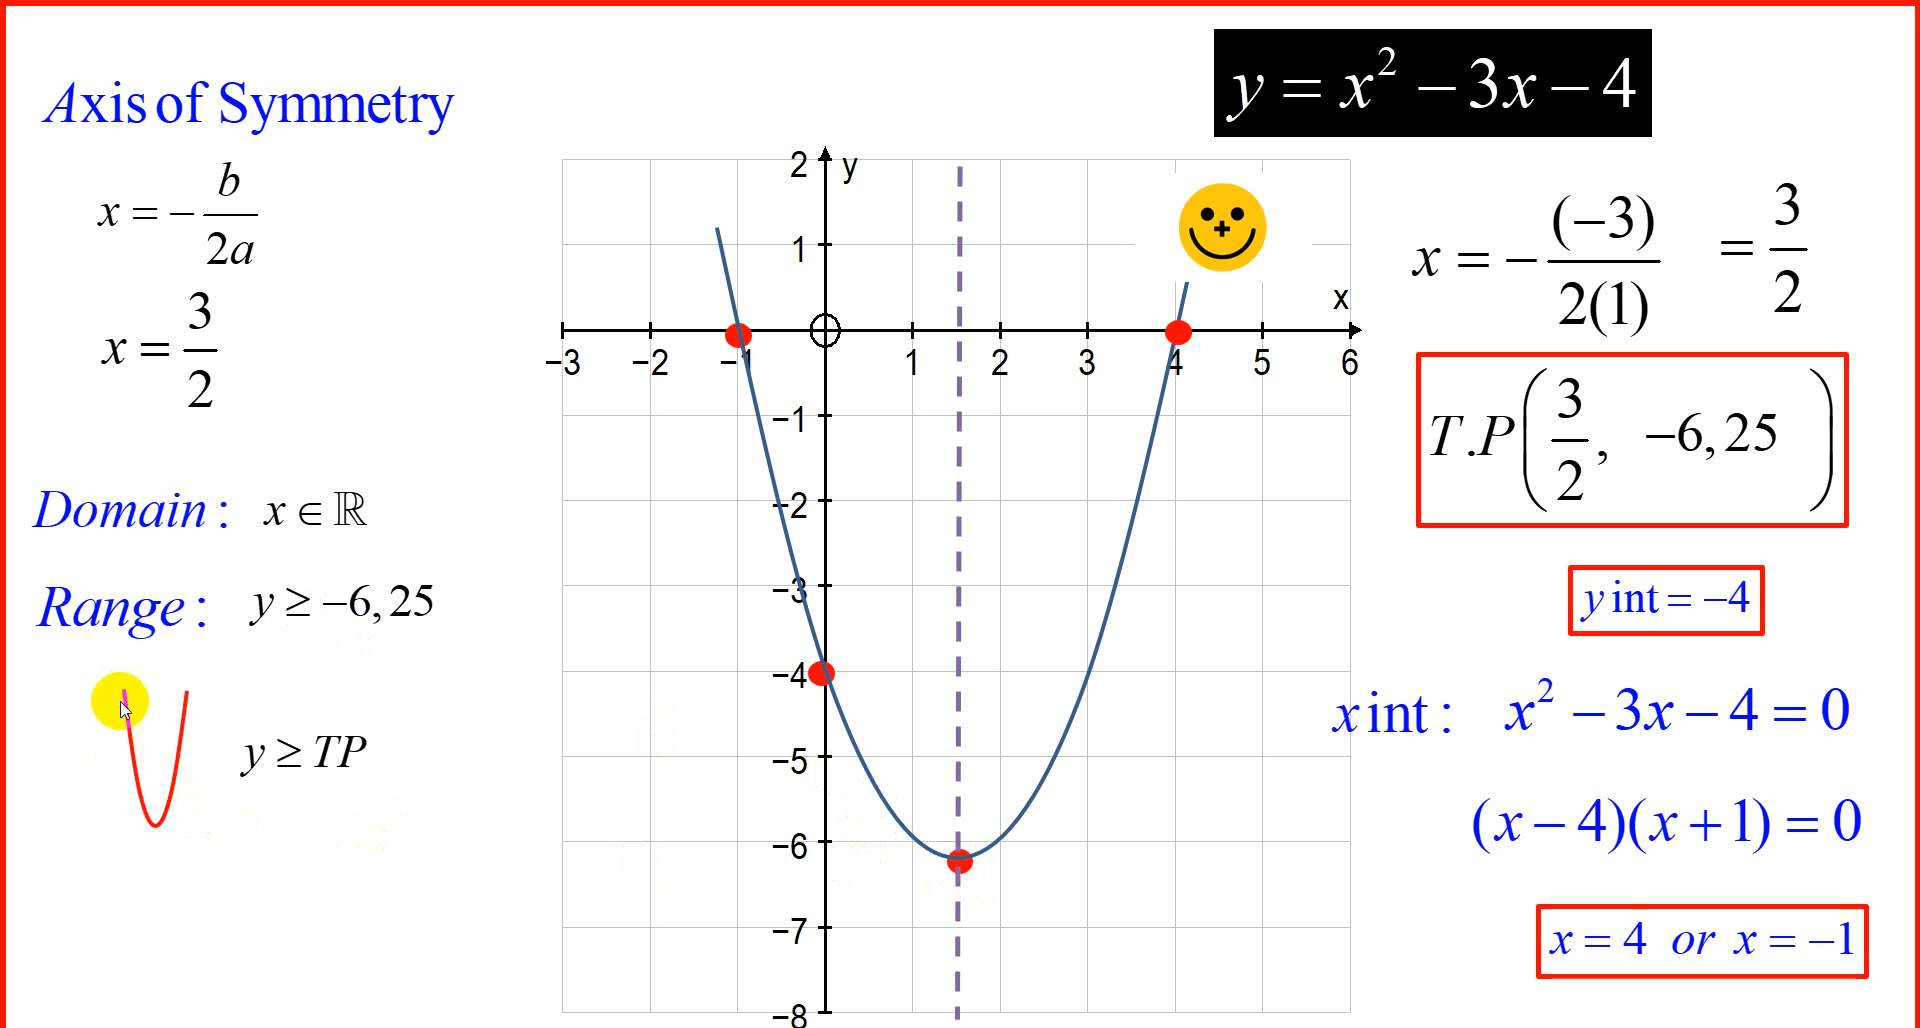 y = x² − 3x − 4
Axis of Symmetry
x = − b/2a
x = 3/2
Domain : x ∈ ℝ
Range : y ≥ −6,25
y ≥ TP
y
2
1
x
−3 −2 −1 1 2 3 4 5 6
−1
−2
−3
−4
−5
−6
−7
−8
x = − (−3)/2(1) = 3/2
T.P(3/2, −6,25)
y int = −4
x int : x² − 3x − 4 = 0
(x − 4)(x + 1) = 0
x = 4 or x = −1